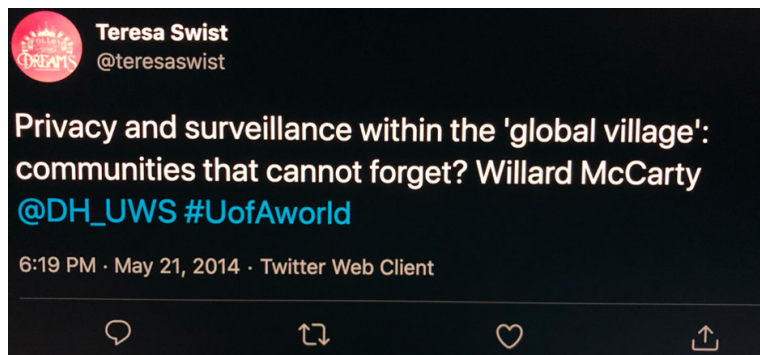 Teresa Swist
@teresaswist
Privacy and surveillance within the 'global village':
communities that cannot forget? Willard McCarty
@DH_UWS #UofAworld
6:19 PM · May 21, 2014 · Twitter Web Client
DREAMS